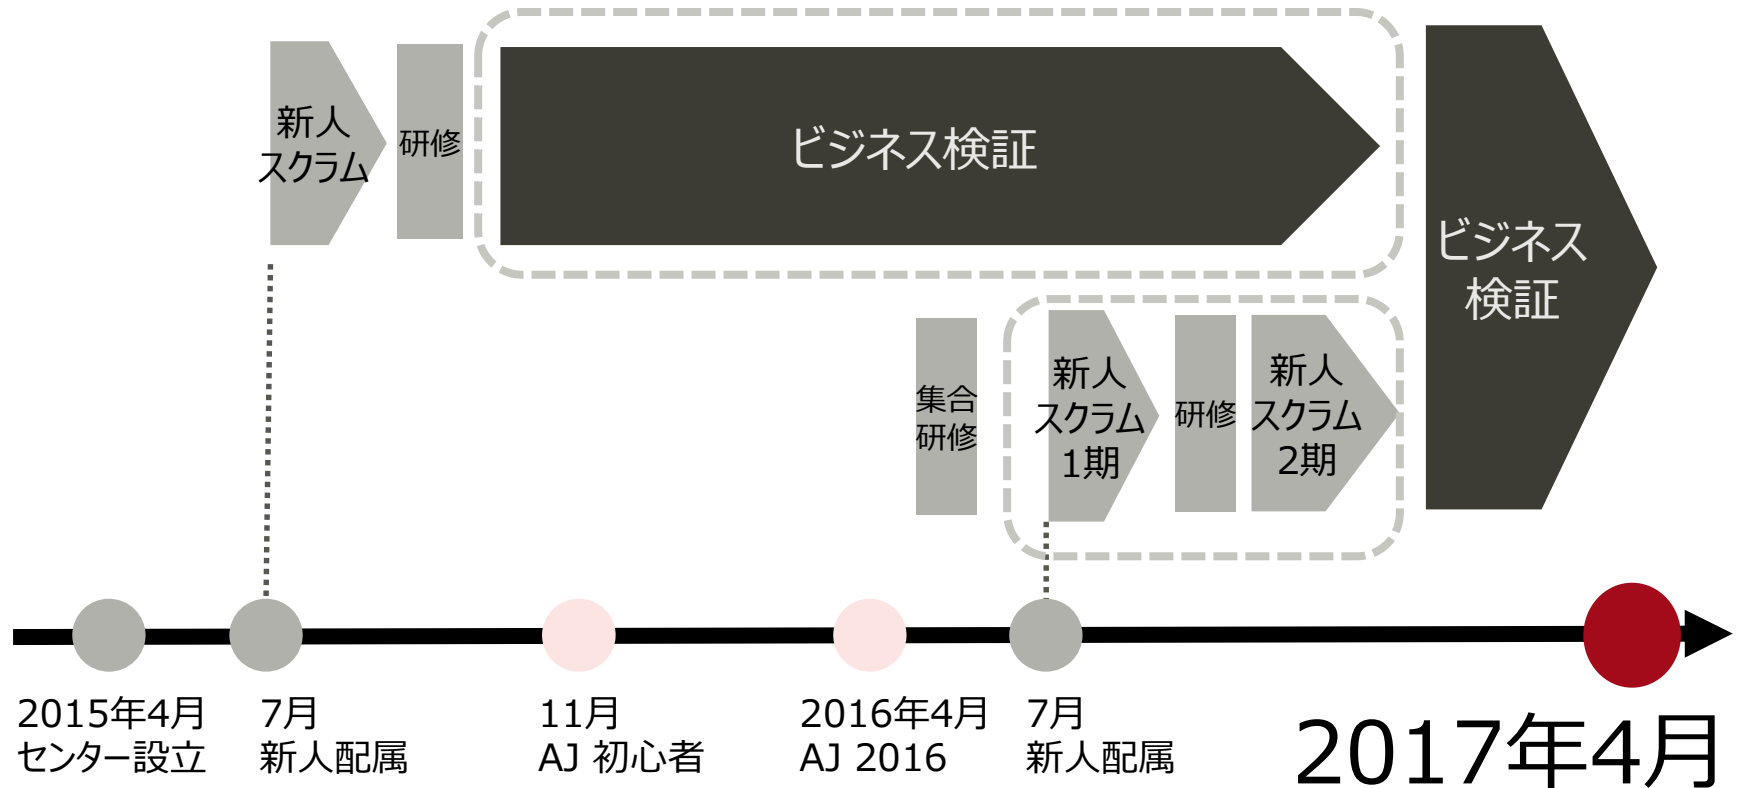 新人
スクラム
研修
ビジネス検証
ビジネス
検証
集合
研修
新人
スクラム
1期
研修
新人
スクラム
2期
2015年4月
センター設立
7月
新人配属
11月
AJ 初心者
2016年4月
AJ 2016
7月
新人配属
2017年4月